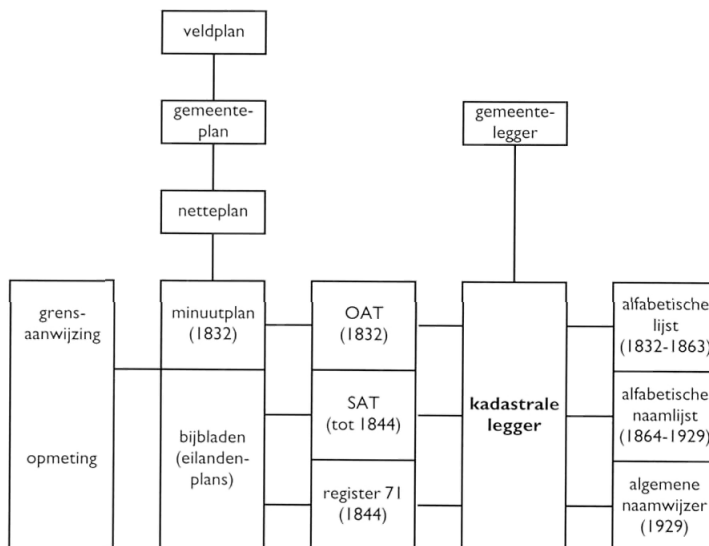 veldplan
gemeente-
plan
gemeente-
legger
netteplan
grens-
aanwijzing
opmeting
minuutplan
(1832)
bijbladen
(eilanden-
plans)
OAT
(1832)
SAT
(tot 1844)
register 71
(1844)
kadastrale
legger
alfabetische
lijst
(1832-1863)
alfabetische
naamlijst
(1864-1929)
algemene
naamwijzer
(1929)